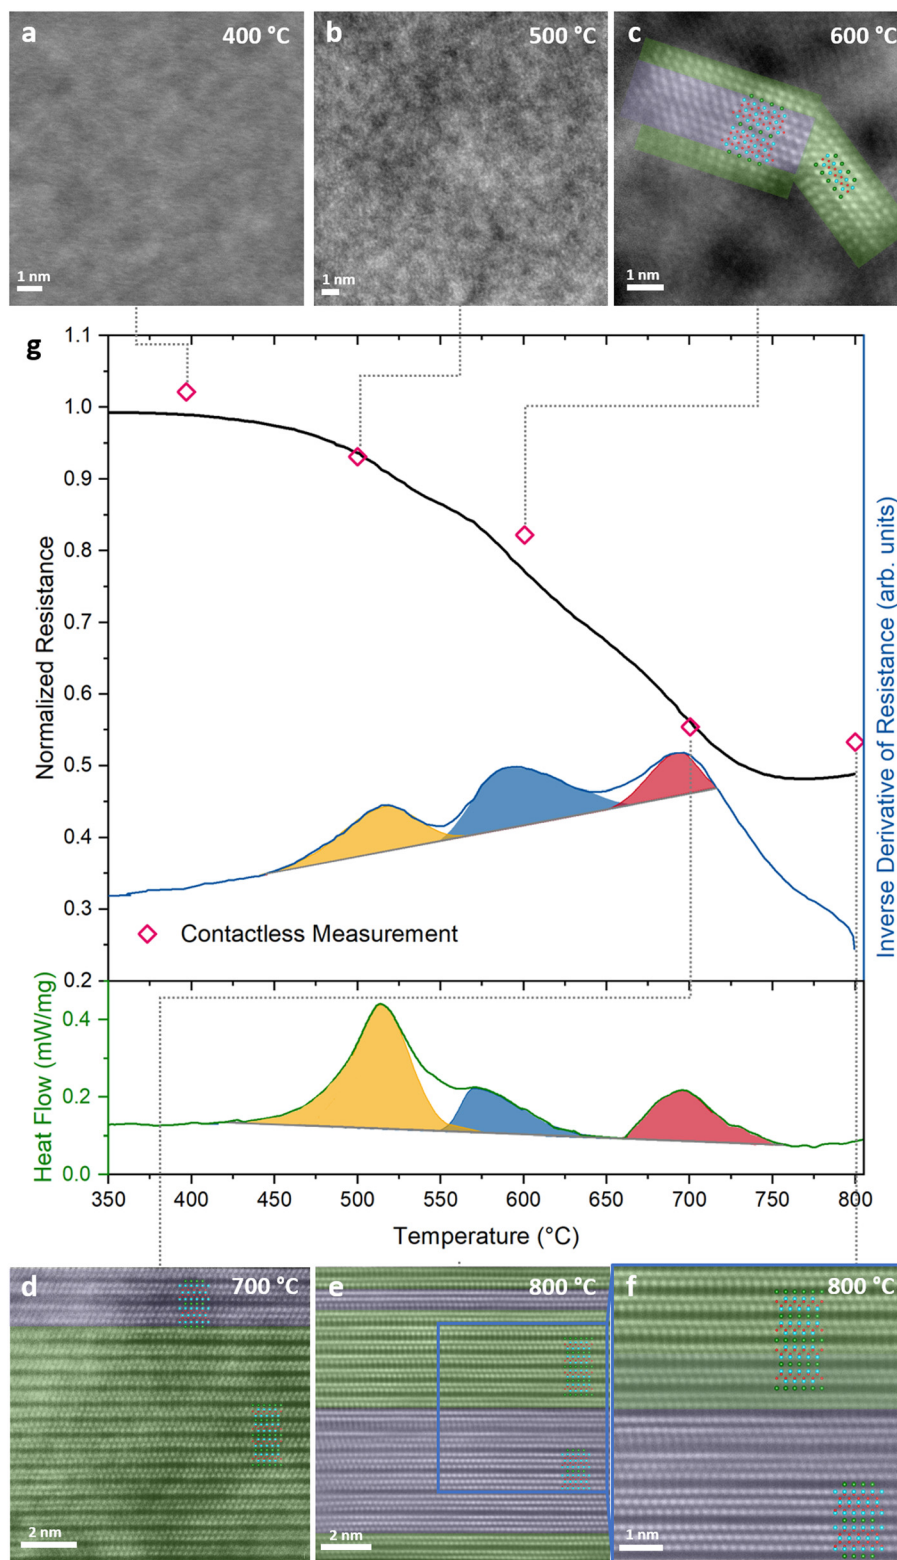 a
400 °C
1 nm
b
500 °C
1 nm
c
600 °C
1 nm
g
1.1
1.0
0.9
0.8
0.7
0.6
0.5
0.4
0.3
0.2
Normalized Resistance
Inverse Derivative of Resistance (arb. units)
Contactless Measurement
0.4
0.2
0.0
Heat Flow (mW/mg)
350
400
450
500
550
600
650
700
750
800
Temperature (°C)
d
700 °C
2 nm
e
800 °C
2 nm
f
800 °C
1 nm